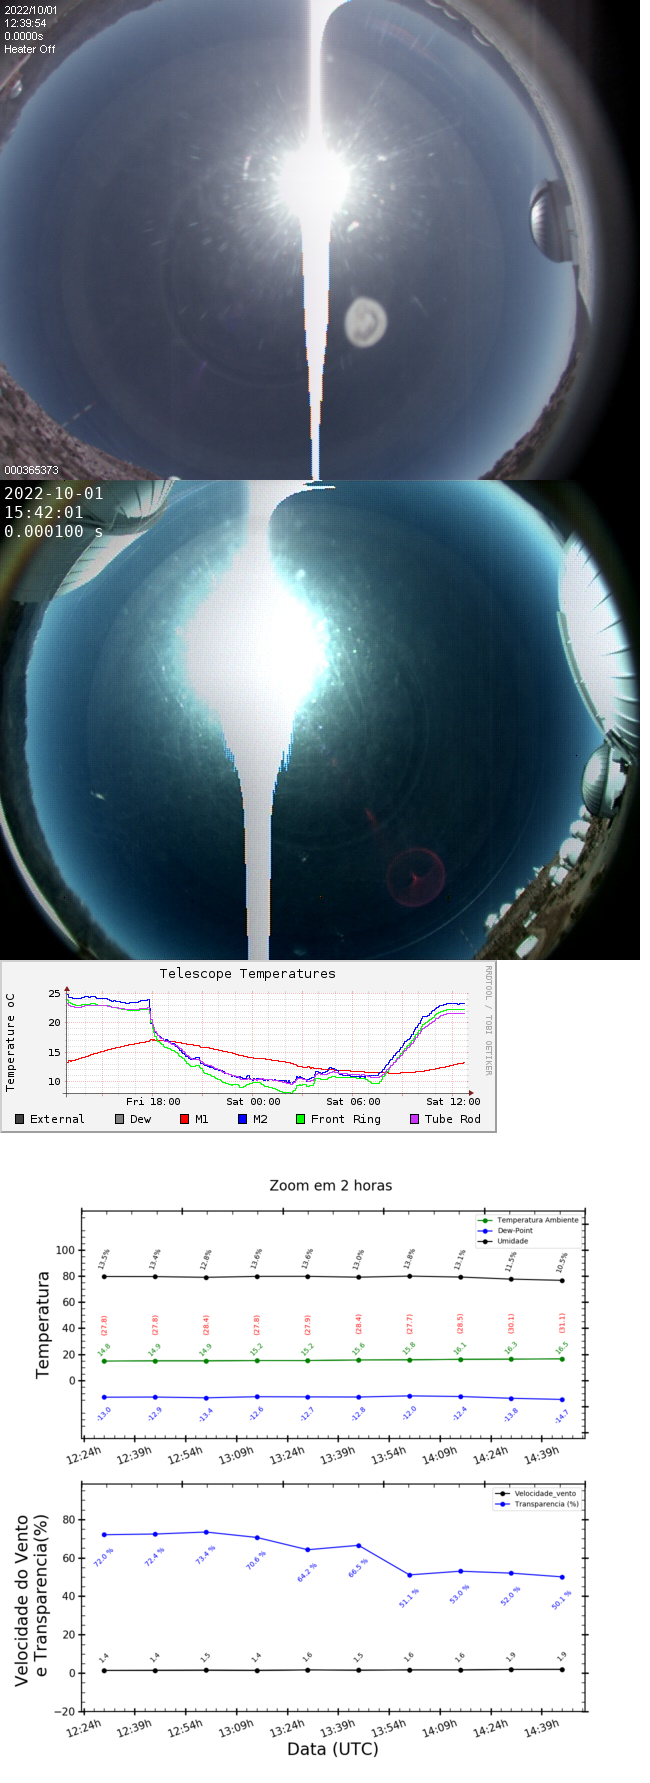 2022/10/01
12:39:54
0.0000s
Heater Off
000365373
2022-10-01
15:42:01
0.000100 s
Telescope Temperatures
RRDTOOL / TOBI OETIKER
Temperature oC
25
20
15
10
Fri 18:00 Sat 00:00 Sat 06:00 Sat 12:00
External Dew M1 M2 Front Ring Tube Rod
Zoom em 2 horas
Temperatura Ambiente
Dew-Point
Umidade
Temperatura
100
80
60
40
20
0
13.5% 13.4% 12.8% 13.6% 13.6% 13.0% 13.8% 13.1% 11.5% 10.5%
(27.8) (27.8) (28.4) (27.8) (27.9) (28.4) (27.7) (28.5) (30.1) (31.1)
14.8 14.9 14.9 15.2 15.2 15.6 15.8 16.1 16.3 16.5
-13.0 -12.9 -13.4 -12.6 -12.7 -12.8 -12.0 -12.4 -13.8 -14.7
12:24h 12:39h 12:54h 13:09h 13:24h 13:39h 13:54h 14:09h 14:24h 14:39h
Velocidade_vento
Transparencia (%)
Velocidade do Vento
e Transparencia(%)
80
60
40
20
0
−20
72.0 % 72.4 % 73.4 % 70.6 % 64.2 % 66.5 % 51.1 % 53.0 % 52.0 % 50.1 %
1.4 1.4 1.5 1.4 1.6 1.5 1.6 1.6 1.9 1.9
12:24h 12:39h 12:54h 13:09h 13:24h 13:39h 13:54h 14:09h 14:24h 14:39h
Data (UTC)